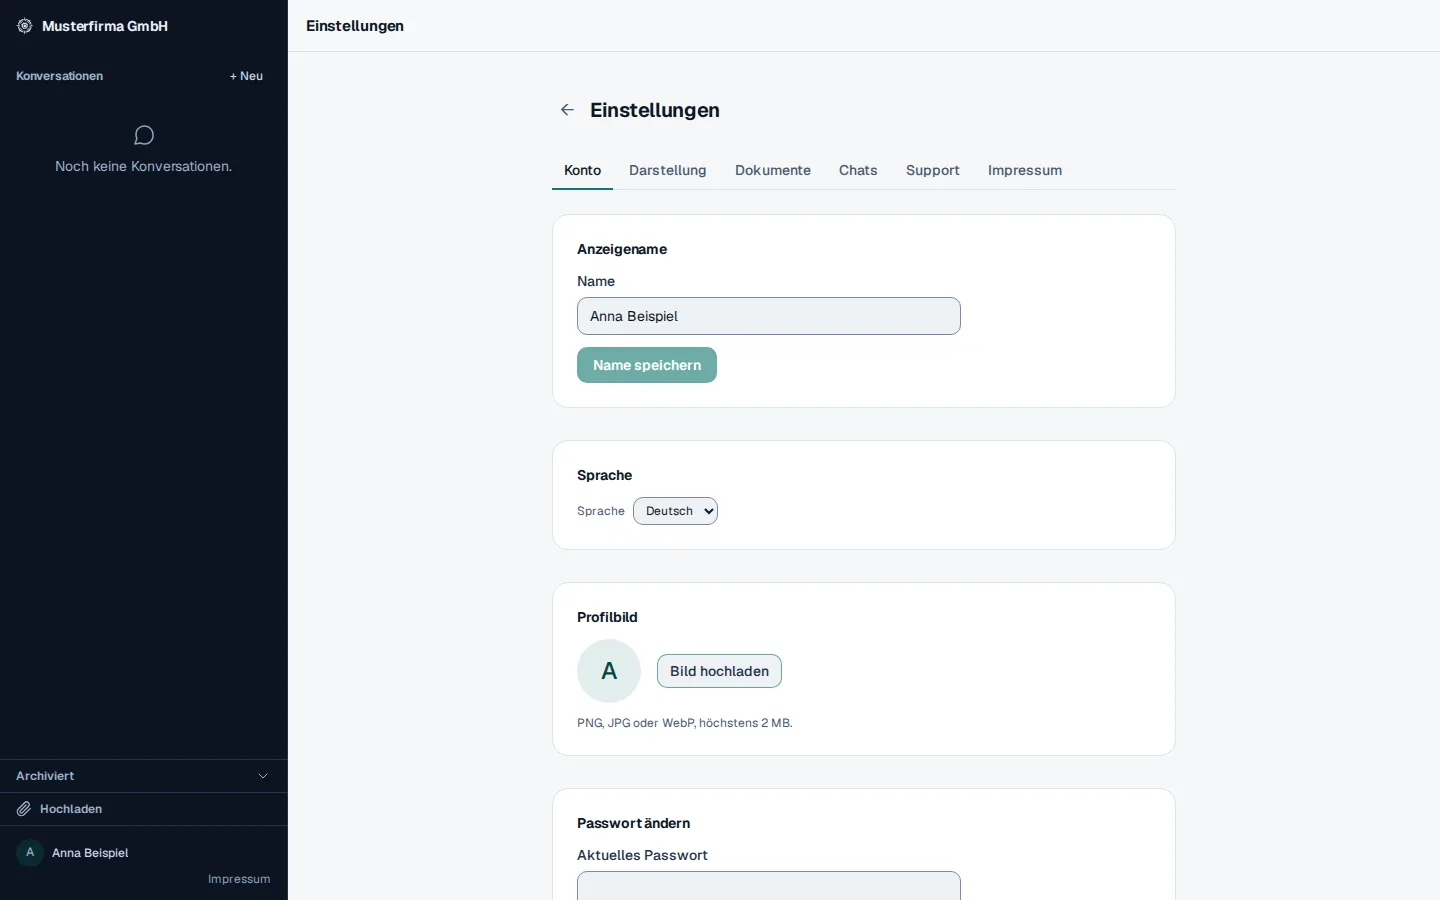 Musterfirma GmbH
Konversationen
+ Neu
Noch keine Konversationen.
Archiviert
Hochladen
A
Anna Beispiel
Impressum
Einstellungen
← Einstellungen
Konto Darstellung Dokumente Chats Support Impressum
Anzeigename
Name
Anna Beispiel
Name speichern
Sprache
Sprache Deutsch
Profilbild
A
Bild hochladen
PNG, JPG oder WebP, höchstens 2 MB.
Passwort ändern
Aktuelles Passwort